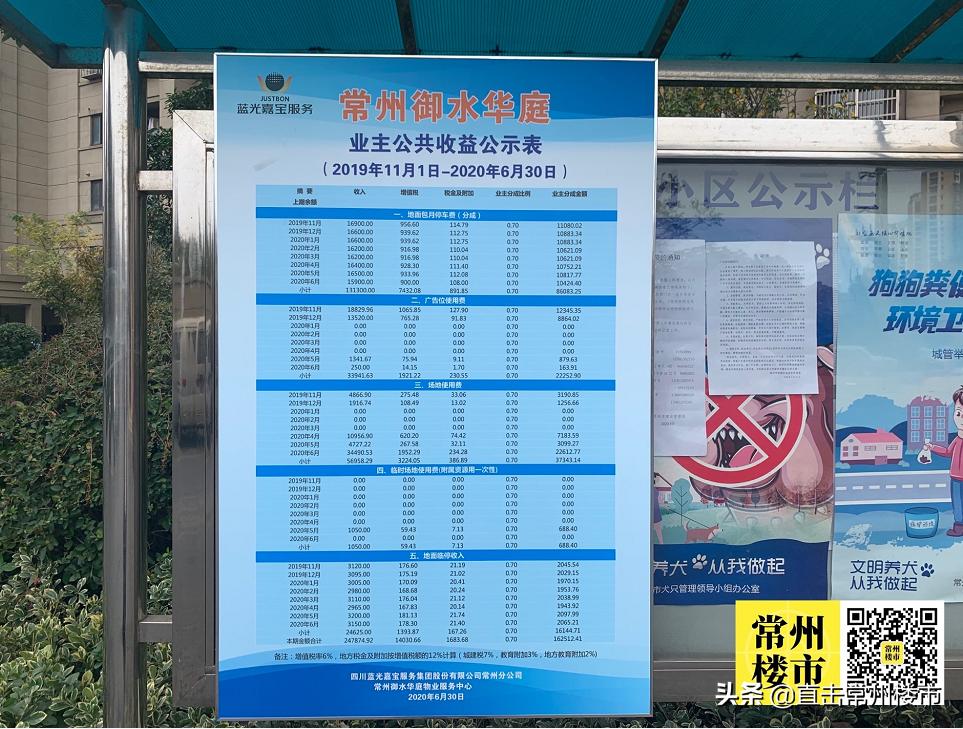 JUSTBON
蓝光嘉宝服务
常州御水华庭
业主公共收益公示表
（2019年11月1日-2020年6月30日）
摘要 收入 增值税 税金及附加 业主分成比例 业主分成金额
上期余额
一、地面包月停车费（分成）
2019年11月 16900.00 956.60 114.79 0.70 11080.02
2019年12月 16600.00 939.62 112.75 0.70 10883.34
2020年1月 16600.00 939.62 112.75 0.70 10883.34
2020年2月 16200.00 916.98 110.04 0.70 10621.09
2020年3月 16200.00 916.98 110.04 0.70 10621.09
2020年4月 16400.00 928.30 111.40 0.70 10752.21
2020年5月 16500.00 933.96 112.08 0.70 10817.77
2020年6月 15900.00 900.00 108.00 0.70 10424.40
小计 131300.00 7432.08 891.85 0.70 86083.25
二、广告位使用费
2019年11月 18829.96 1065.85 127.90 0.70 12345.35
2019年12月 13520.00 765.28 91.83 0.70 8864.02
2020年1月 0.00 0.00 0.00 0.70 0.00
2020年2月 0.00 0.00 0.00 0.70 0.00
2020年3月 0.00 0.00 0.00 0.70 0.00
2020年4月 0.00 0.00 0.00 0.70 0.00
2020年5月 1341.67 75.94 9.11 0.70 879.63
2020年6月 250.00 14.15 1.70 0.70 163.91
小计 33941.63 1921.22 230.55 0.70 22252.90
三、场地使用费
2019年11月 4866.90 275.48 33.06 0.70 3190.85
2019年12月 1916.74 108.49 13.02 0.70 1256.66
2020年1月 0.00 0.00 0.00 0.70 0.00
2020年2月 0.00 0.00 0.00 0.70 0.00
2020年3月 0.00 0.00 0.00 0.70 0.00
2020年4月 10956.90 620.20 74.42 0.70 7183.59
2020年5月 4727.22 267.58 32.11 0.70 3099.27
2020年6月 34490.53 1952.29 234.28 0.70 22612.77
小计 56958.29 3224.05 386.89 0.70 37343.14
四、临时场地使用费(附属资源用一次性)
2019年11月 0.00 0.00 0.00 0.70 0.00
2019年12月 0.00 0.00 0.00 0.70 0.00
2020年1月 0.00 0.00 0.00 0.70 0.00
2020年2月 0.00 0.00 0.00 0.70 0.00
2020年3月 0.00 0.00 0.00 0.70 0.00
2020年4月 0.00 0.00 0.00 0.70 0.00
2020年5月 1050.00 59.43 7.13 0.70 688.40
2020年6月 0.00 0.00 0.00 0.70 0.00
小计 1050.00 59.43 7.13 0.70 688.40
五、地面临停收入
2019年11月 3120.00 176.60 21.19 0.70 2045.54
2019年12月 3095.00 175.19 21.02 0.70 2029.15
2020年1月 3005.00 170.09 20.41 0.70 1970.15
2020年2月 2980.00 168.68 20.24 0.70 1953.76
2020年3月 3110.00 176.04 21.12 0.70 2038.99
2020年4月 2965.00 167.83 20.14 0.70 1943.92
2020年5月 3200.00 181.13 21.74 0.70 2097.99
2020年6月 3150.00 178.30 21.40 0.70 2065.21
小计 24625.00 1393.87 167.26 0.70 16144.71
本期金额合计 247874.92 14030.66 1683.68 0.70 162512.41
备注：增值税率6%，地方税金及附加按增值税额的12%计算（城建税7%，教育附加3%，地方教育附加2%)
四川蓝光嘉宝服务集团股份有限公司常州分公司
常州御水华庭物业服务中心
2020年6月30日
小区公示栏
养犬 从我做起
市犬只管理领导小组办公室
狗狗粪便
环境卫
城管举
文明养犬
从我做起
常州
楼市
常州
楼市
头条 @直击常州楼市